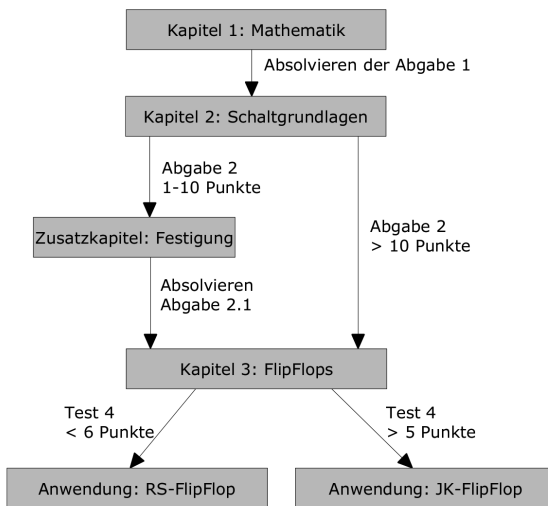 Kapitel 1: Mathematik
Absolvieren der Abgabe 1
Kapitel 2: Schaltgrundlagen
Abgabe 2
1-10 Punkte
Abgabe 2
> 10 Punkte
Zusatzkapitel: Festigung
Absolvieren
Abgabe 2.1
Kapitel 3: FlipFlops
Test 4
< 6 Punkte
Test 4
> 5 Punkte
Anwendung: RS-FlipFlop
Anwendung: JK-FlipFlop